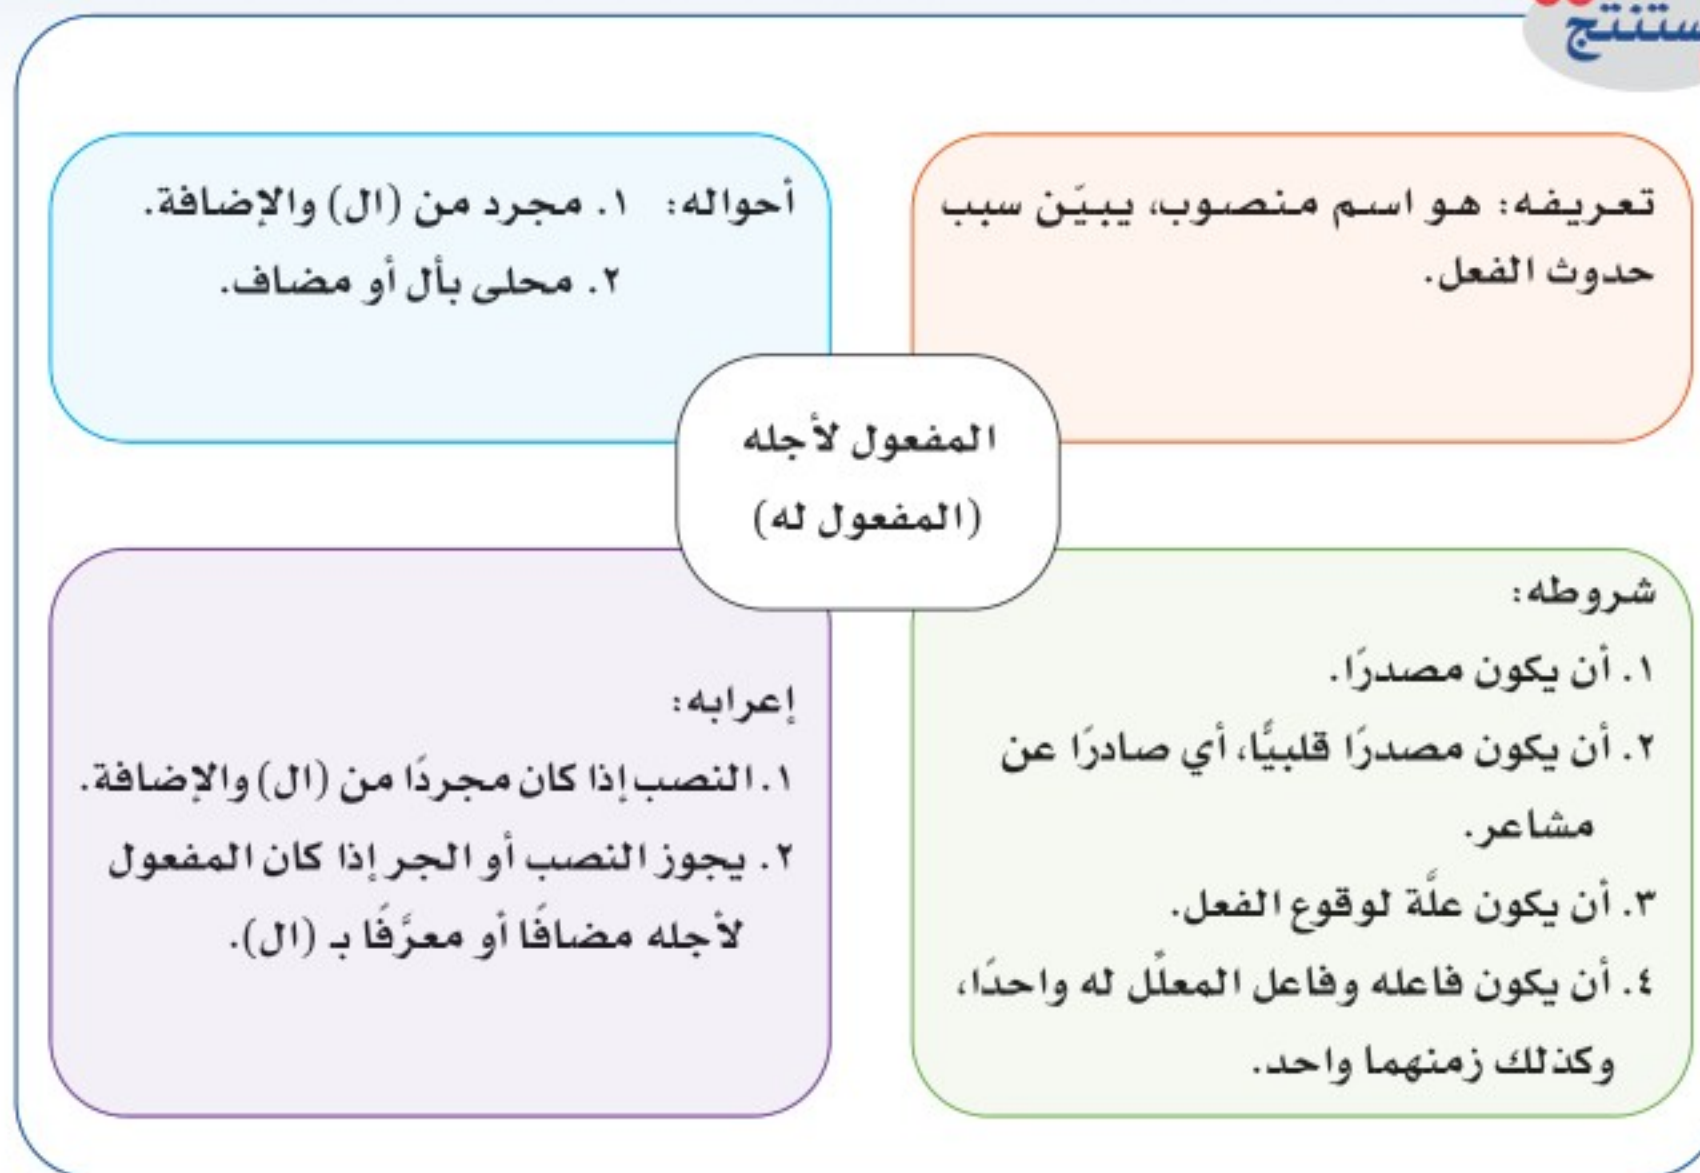 ستنتج
تعريفه: هو اسم منصوب، يبيَن سبب
حدوث الفعل.
أحواله: ١. مجرد من (ال) والإضافة.
٢. محلى بأل أو مضاف.
المفعول لأجله
(المفعول له)
شروطه:
١. أن يكون مصدرًا.
٢. أن يكون مصدرًا قلبيًّا، أي صادرًا عن
مشاعر.
٣. أن يكون علَّة لوقوع الفعل.
٤. أن يكون فاعله وفاعل المعلَّل له واحدًا،
وكذلك زمنهما واحد.
إعرابه:
١. النصب إذا كان مجردًا من (ال) والإضافة.
٢. يجوز النصب أو الجر إذا كان المفعول
لأجله مضافًا أو معرَّفًا بـ (ال).